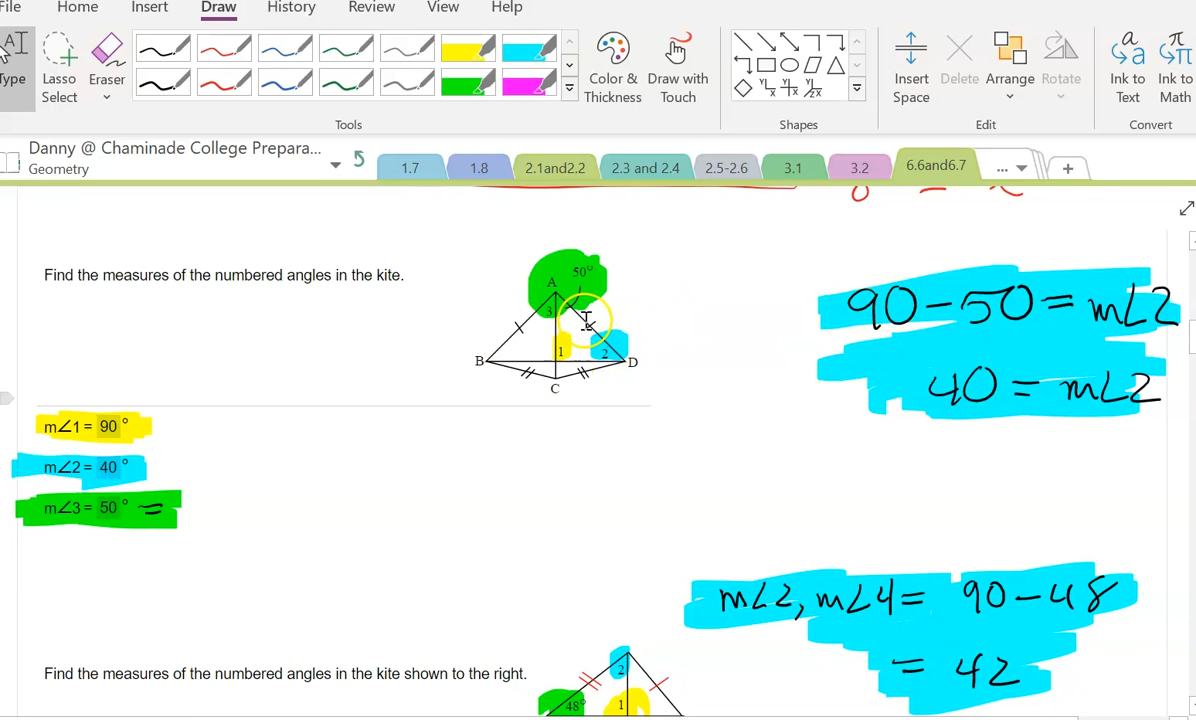 File Home Insert Draw History Review View Help
Type
Lasso Select
Eraser
Color & Thickness
Draw with Touch
Insert Space
Delete
Arrange
Rotate
Ink to Text
Ink to Math
Tools
Shapes
Edit
Convert
Danny @ Chaminade College Prepara...
Geometry
1.7 1.8 2.1and2.2 2.3 and 2.4 2.5-2.6 3.1 3.2 6.6and6.7 ... +
Find the measures of the numbered angles in the kite.
50°
A
3
1
2
B
D
C
90-50=m∠2
40=m∠2
m∠1= 90 °
m∠2= 40 °
m∠3= 50 ° =
m∠2, m∠4= 90-48
= 42
Find the measures of the numbered angles in the kite shown to the right.
2
48°
1